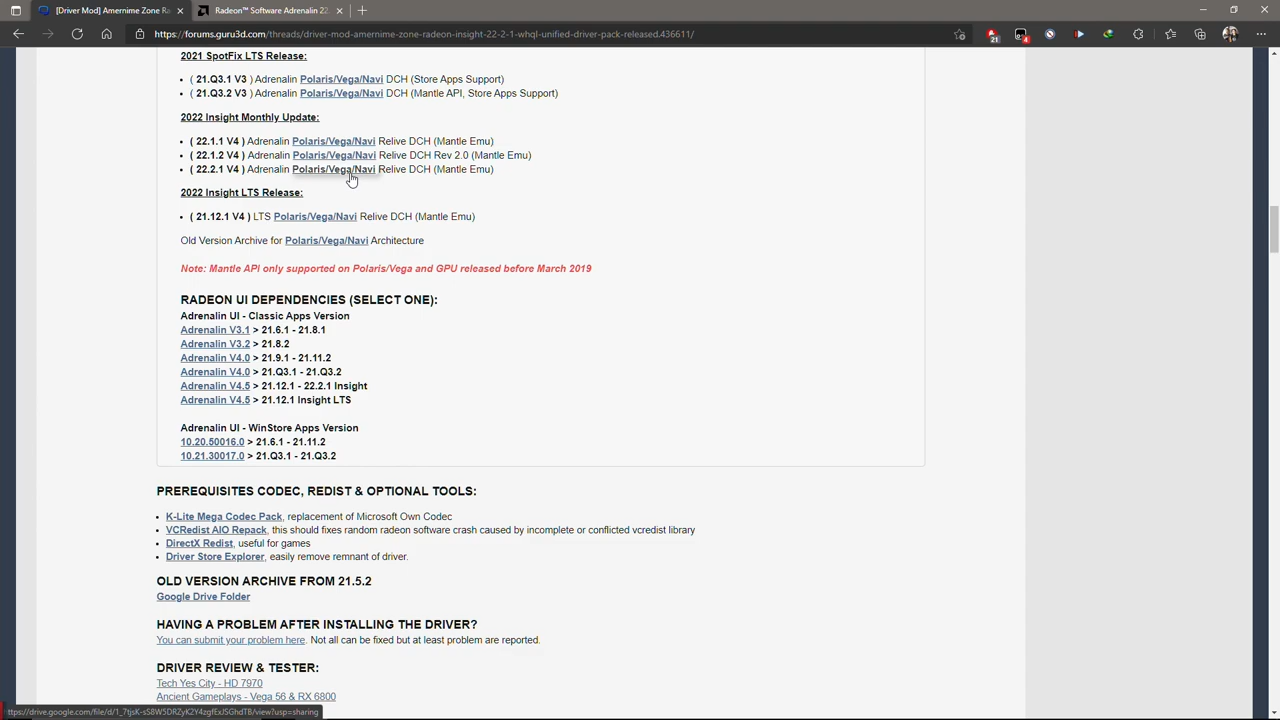 [Driver Mod] Amernime Zone Ra
Radeon™ Software Adrenalin 22.
https://forums.guru3d.com/threads/driver-mod-amernime-zone-radeon-insight-22-2-1-whql-unified-driver-pack-released.436611/
21
4
2021 SpotFix LTS Release:
• ( 21.Q3.1 V3 ) Adrenalin Polaris/Vega/Navi DCH (Store Apps Support)
• ( 21.Q3.2 V3 ) Adrenalin Polaris/Vega/Navi DCH (Mantle API, Store Apps Support)
2022 Insight Monthly Update:
• ( 22.1.1 V4 ) Adrenalin Polaris/Vega/Navi Relive DCH (Mantle Emu)
• ( 22.1.2 V4 ) Adrenalin Polaris/Vega/Navi Relive DCH Rev 2.0 (Mantle Emu)
• ( 22.2.1 V4 ) Adrenalin Polaris/Vega/Navi Relive DCH (Mantle Emu)
2022 Insight LTS Release:
• ( 21.12.1 V4 ) LTS Polaris/Vega/Navi Relive DCH (Mantle Emu)
Old Version Archive for Polaris/Vega/Navi Architecture
Note: Mantle API only supported on Polaris/Vega and GPU released before March 2019
RADEON UI DEPENDENCIES (SELECT ONE):
Adrenalin UI - Classic Apps Version
Adrenalin V3.1 > 21.6.1 - 21.8.1
Adrenalin V3.2 > 21.8.2
Adrenalin V4.0 > 21.9.1 - 21.11.2
Adrenalin V4.0 > 21.Q3.1 - 21.Q3.2
Adrenalin V4.5 > 21.12.1 - 22.2.1 Insight
Adrenalin V4.5 > 21.12.1 Insight LTS
Adrenalin UI - WinStore Apps Version
10.20.50016.0 > 21.6.1 - 21.11.2
10.21.30017.0 > 21.Q3.1 - 21.Q3.2
PREREQUISITES CODEC, REDIST & OPTIONAL TOOLS:
• K-Lite Mega Codec Pack, replacement of Microsoft Own Codec
• VCRedist AIO Repack, this should fixes random radeon software crash caused by incomplete or conflicted vcredist library
• DirectX Redist, useful for games
• Driver Store Explorer, easily remove remnant of driver.
OLD VERSION ARCHIVE FROM 21.5.2
Google Drive Folder
HAVING A PROBLEM AFTER INSTALLING THE DRIVER?
You can submit your problem here. Not all can be fixed but at least problem are reported.
DRIVER REVIEW & TESTER:
Tech Yes City - HD 7970
Ancient Gameplays - Vega 56 & RX 6800